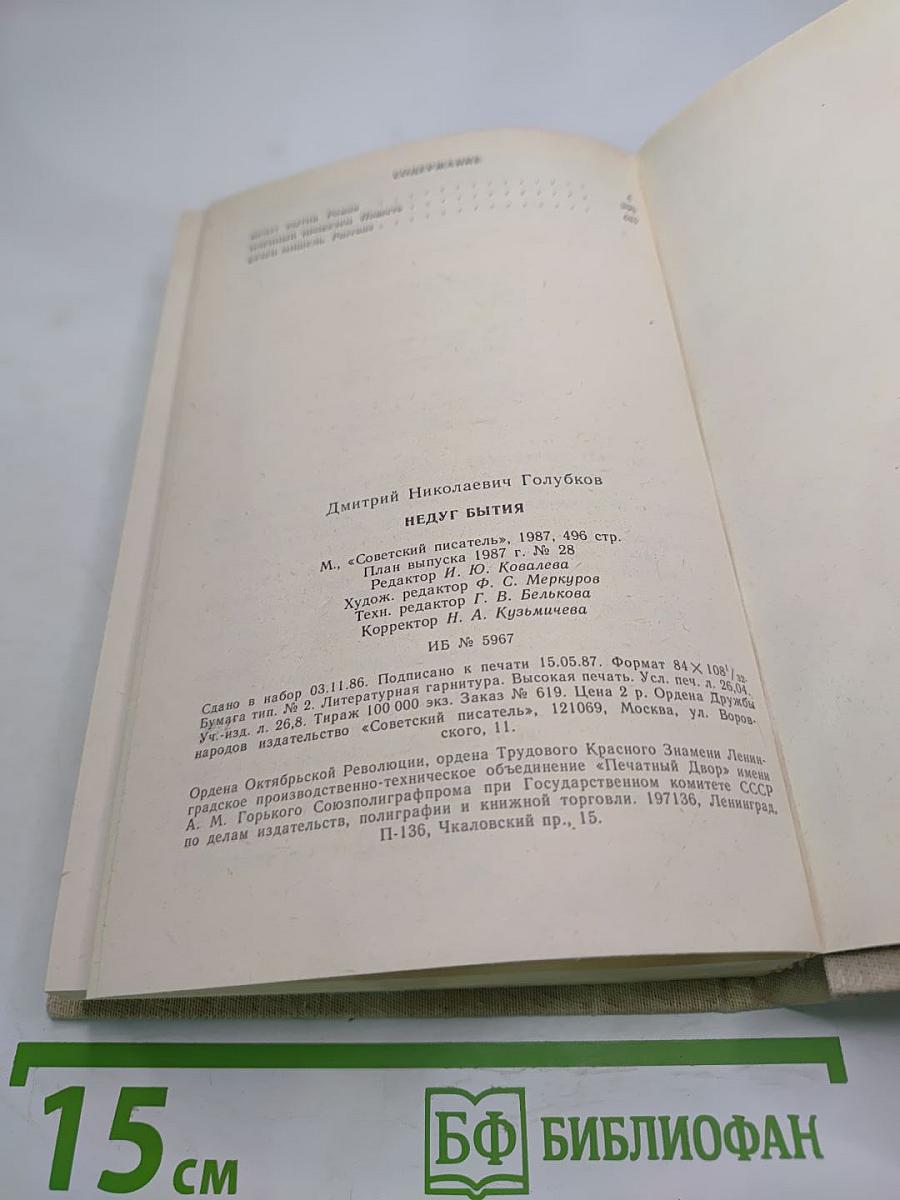 СОДЕРЖАНИЕ
Роман
Повесть
Рассказ
Дмитрий Николаевич Голубков
НЕДУГ БЫТИЯ
М., «Советский писатель», 1987, 496 стр.
План выпуска 1987 г. № 28
Редактор И. Ю. Ковалева
Худож. редактор Ф. С. Меркуров
Техн. редактор Г. В. Белькова
Корректор Н. А. Кузьмичева
ИБ № 5967
Сдано в набор 03.11.86. Подписано к печати 15.05.87. Формат 84×108¹/₃₂.
Бумага тип. № 2. Литературная гарнитура. Высокая печать. Усл. печ. л. 26,04.
Уч.-изд. л. 26,8. Тираж 100 000 экз. Заказ № 619. Цена 2 р. Ордена Дружбы
народов издательство «Советский писатель», 121069, Москва, ул. Воров-
ского, 11.
Ордена Октябрьской Революции, ордена Трудового Красного Знамени Ленин-
градское производственно-техническое объединение «Печатный Двор» имени
А. М. Горького Союзполиграфпрома при Государственном комитете СССР
по делам издательств, полиграфии и книжной торговли. 197136, Ленинград,
П-136, Чкаловский пр., 15.
15 см
БФ БИБЛИОФАН